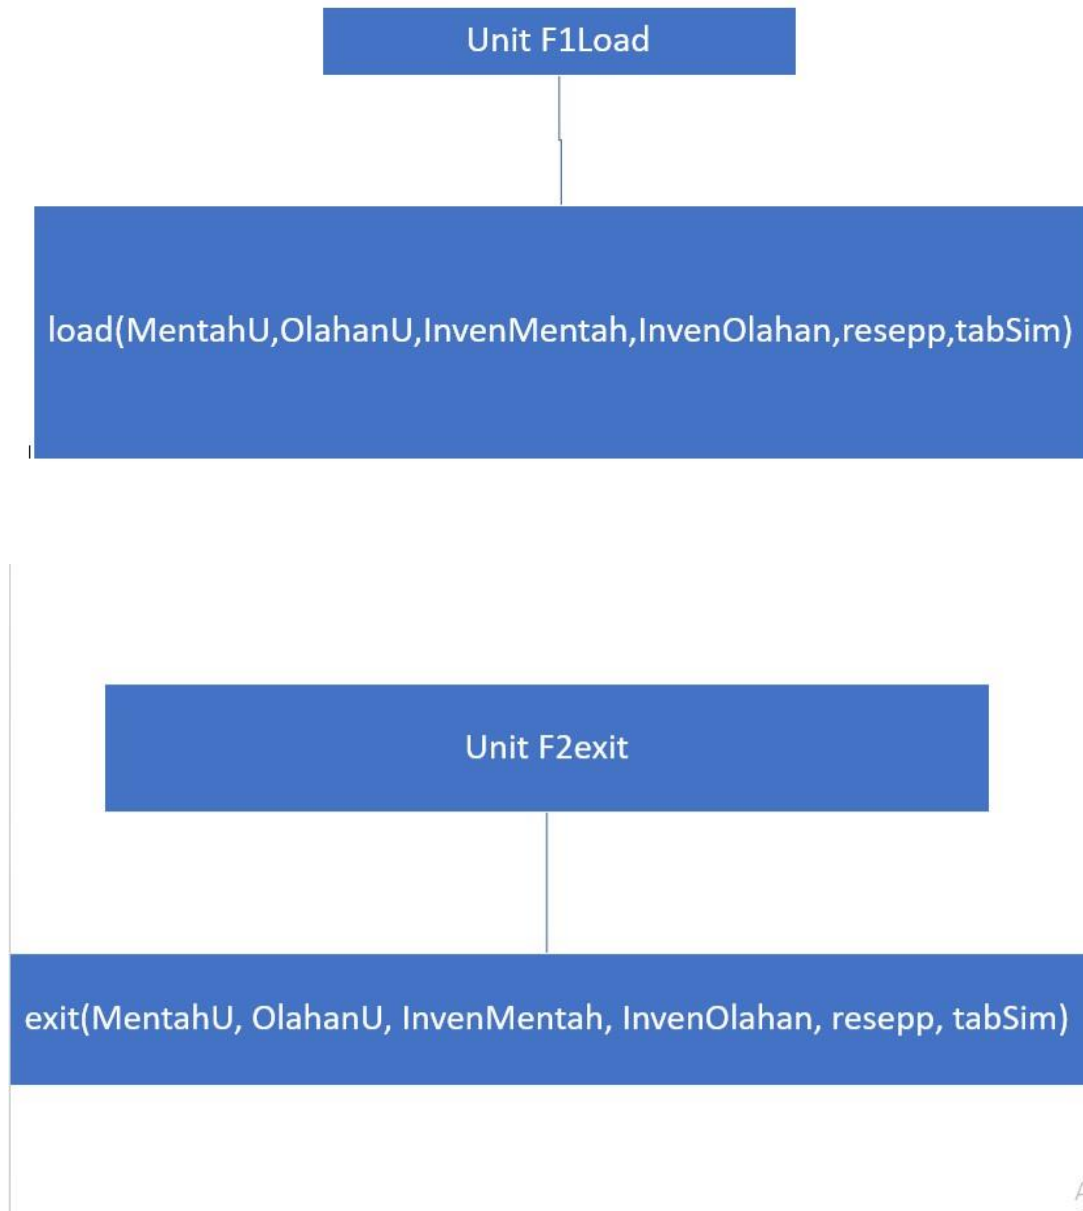 Unit F1Load
load(MentahU,OlahanU,InvenMentah,InvenOlahan,resepp,tabSim)
Unit F2exit
exit(MentahU, OlahanU, InvenMentah, InvenOlahan, resepp, tabSim)